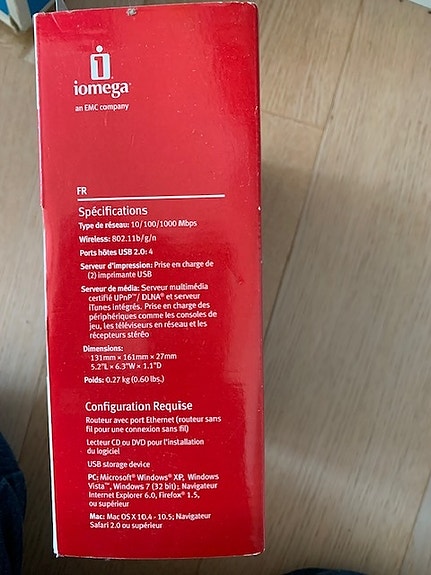 iomega
an EMC company
FR
Spécifications
Type de réseau: 10/100/1000 Mbps
Wireless: 802.11b/g/n
Ports hôtes USB 2.0: 4
Serveur d'impression: Prise en charge de
(2) imprimante USB
Serveur de média: Serveur multimédia
certifié UPnP™/ DLNA® et serveur
iTunes intégrés. Prise en charge des
périphériques comme les consoles de
jeu, les téléviseurs en réseau et les
récepteurs stéréo
Dimensions:
131mm × 161mm × 27mm
5.2"L × 6.3"W × 1.1"D
Poids: 0.27 kg (0.60 lbs.)
Configuration Requise
Routeur avec port Ethernet (routeur sans
fil pour une connexion sans fil)
Lecteur CD ou DVD pour l'installation
du logiciel
USB storage device
PC: Microsoft® Windows® XP, Windows
Vista™, Windows 7 (32 bit); Navigateur
Internet Explorer 6.0, Firefox® 1.5,
ou supérieur
Mac: Mac OS X 10.4 - 10.5; Navigateur
Safari 2.0 ou supérieur